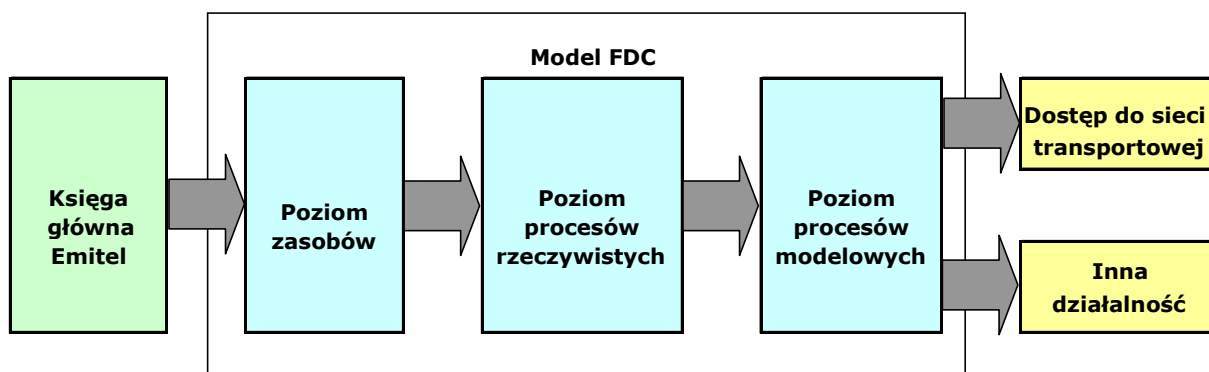 Model FDC
Księga
główna
Emitel
Poziom
zasobów
Poziom
procesów
rzeczywistych
Poziom
procesów
modelowych
Dostęp do sieci
transportowej
Inna
działalność